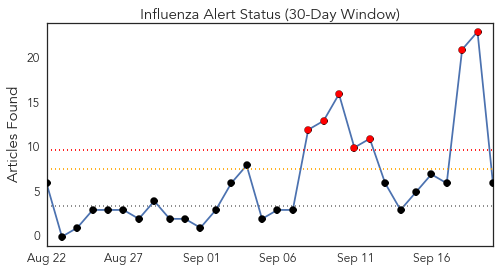 Influenza Alert Status (30-Day Window)
Articles Found
20
15
10
5
0
Aug 22 Aug 27 Sep 01 Sep 06 Sep 11 Sep 16